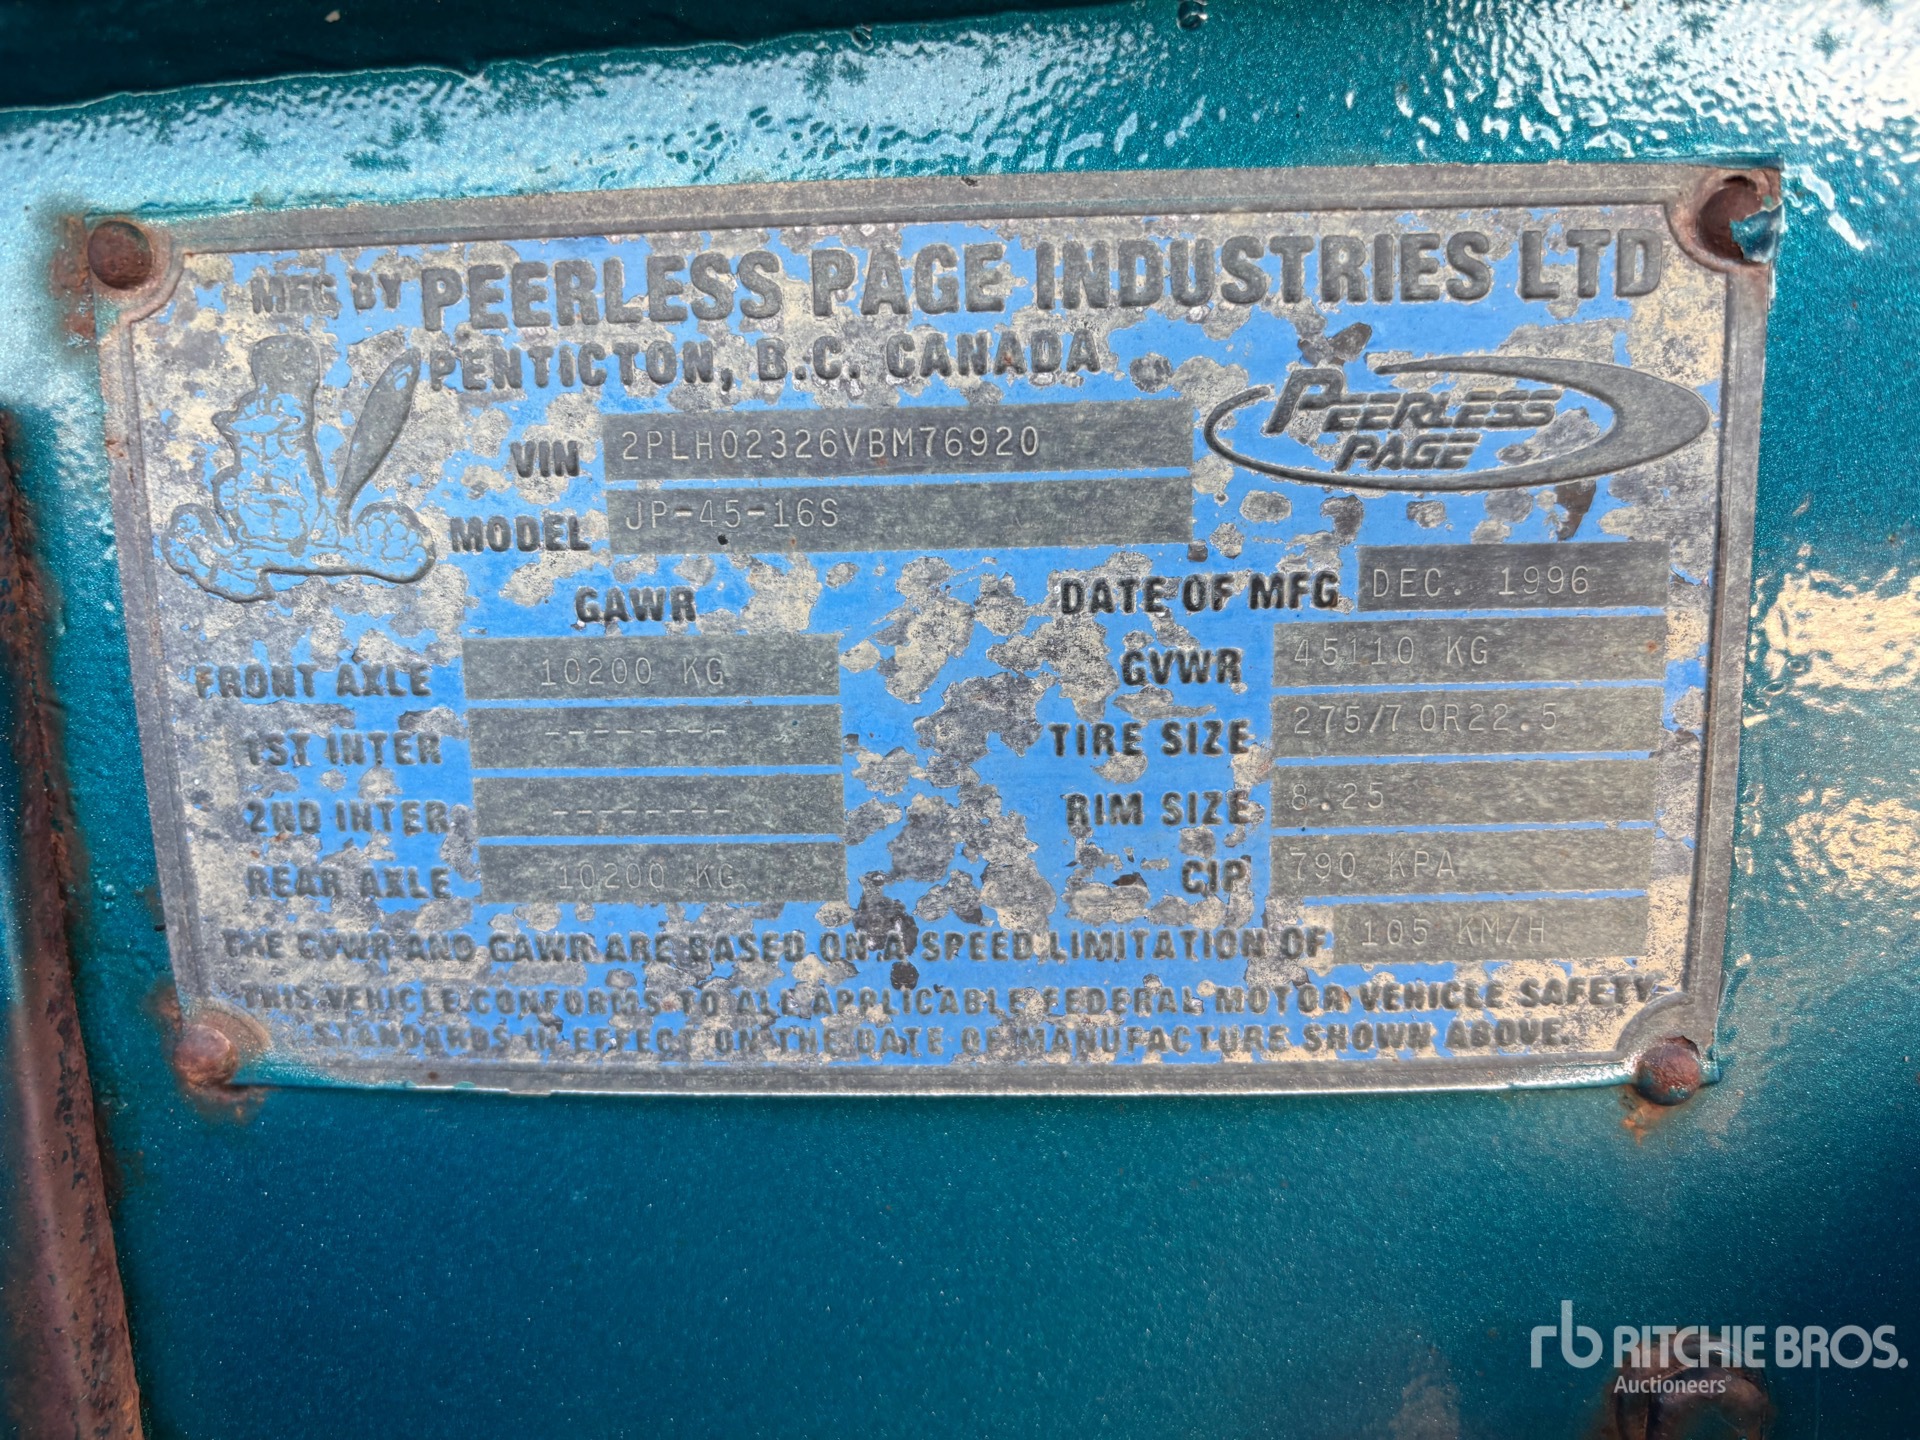 MFG BY PEERLESS PAGE INDUSTRIES LTD
PENTICTON, B.C. CANADA
PEERLESS
PAGE
VIN 2PLH02326VBM76920
MODEL JP-45-16S
GAWR
DATE OF MFG DEC. 1996
FRONT AXLE 10200 KG
GVWR 45110 KG
1ST INTER --------
TIRE SIZE 275/70R22.5
2ND INTER --------
RIM SIZE 8.25
REAR AXLE 10200 KG
CIP 790 KPA
THE GVWR AND GAWR ARE BASED ON A SPEED LIMITATION OF 105 KM/H
THIS VEHICLE CONFORMS TO ALL APPLICABLE FEDERAL MOTOR VEHICLE SAFETY
STANDARDS IN EFFECT ON THE DATE OF MANUFACTURE SHOWN ABOVE.
rb RITCHIE BROS.
Auctioneers